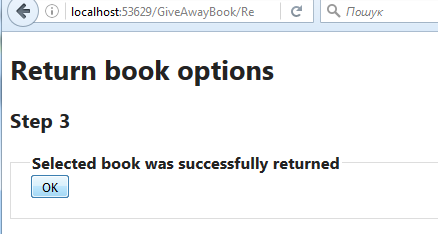 localhost:53629/GiveAwayBook/Re
Пошук
Return book options
Step 3
Selected book was successfully returned
OK